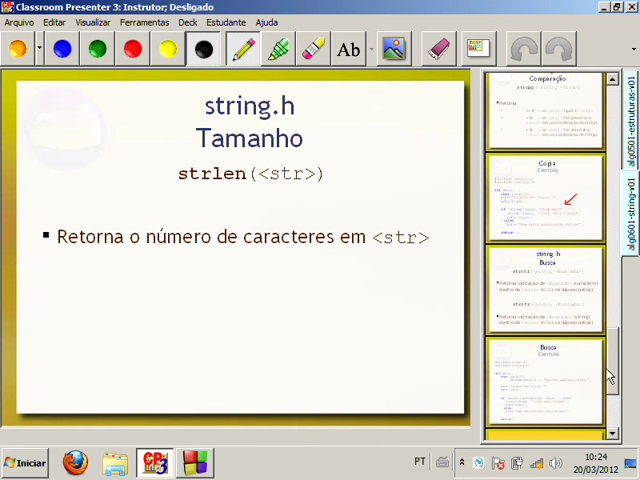 Classroom Presenter 3: Instrutor; Desligado
Arquivo Editar Visualizar Ferramentas Deck Estudante Ajuda
Ab
string.h
Tamanho
strlen(<str>)
Retorna o número de caracteres em <str>
Comparação
Retorna
Cópia
Exemplo
string.h
Busca
Busca
Exemplo
alg0501-estruturas-v01
alg0601-string-v01
Iniciar
CP3
PT
10:24
20/03/2012